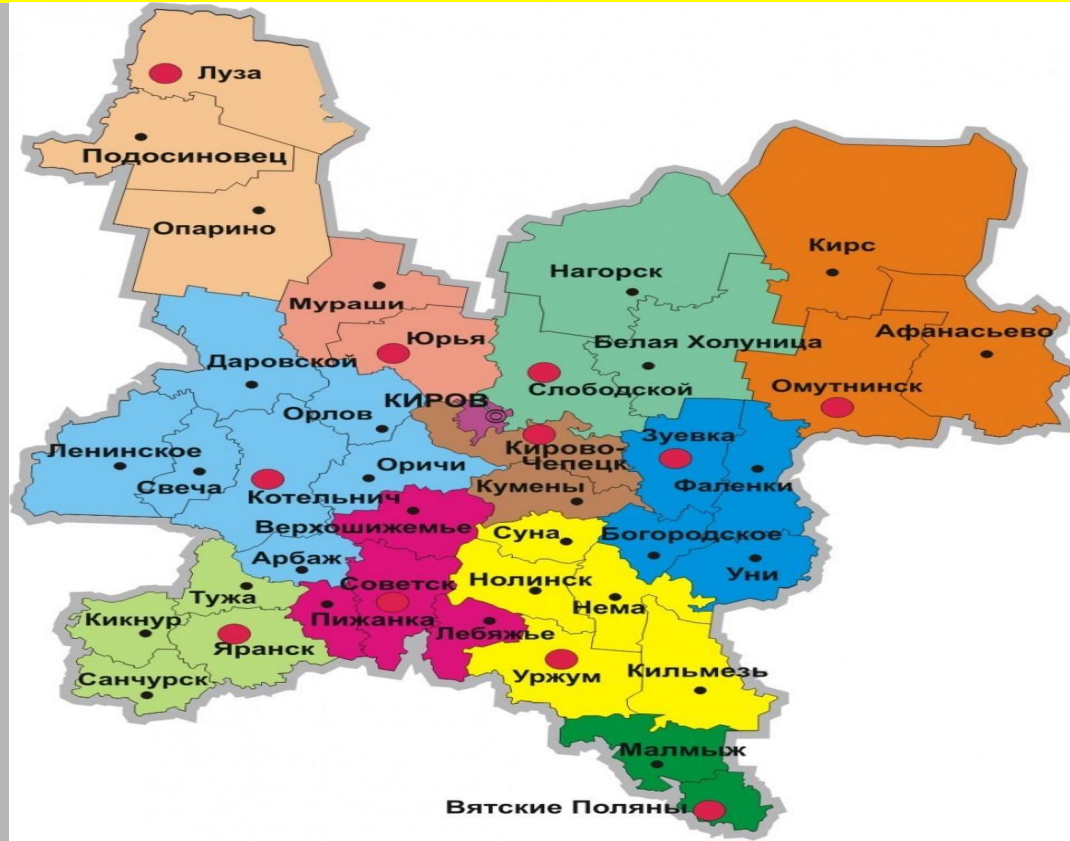 Луза
Подосиновец
Опарино
Кирс
Нагорск
Мураши
Афанасьево
Юрья
Белая Холуница
Даровской
Омутнинск
Слободской
КИРОВ
Орлов
Зуевка
Кирово-
Чепецк
Ленинское
Оричи
Свеча
Котельнич
Кумены
Фаленки
Верхошижемье
Суна
Богородское
Арбаж
Уни
Советск
Нолинск
Тужа
Нема
Кикнур
Пижанка
Лебяжье
Яранск
Санчурск
Уржум
Кильмезь
Малмыж
Вятские Поляны